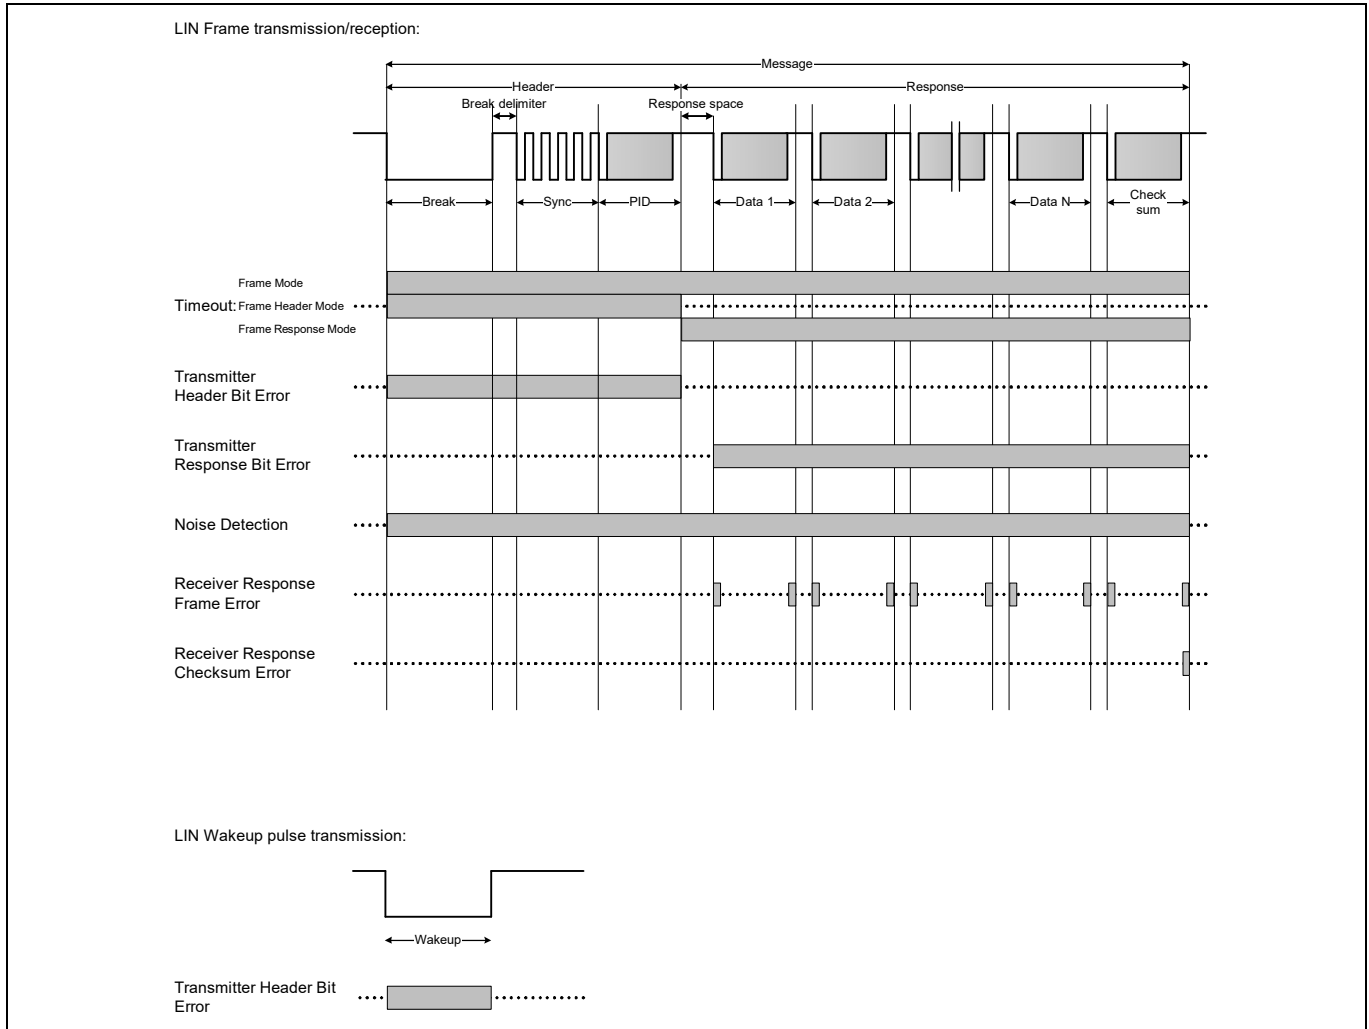 LIN Frame transmission/reception:
Message
Header
Response
Break delimiter
Response space
Break
Sync
PID
Data 1
Data 2
Data N
Check
sum
Frame Mode
Timeout:
Frame Header Mode
Frame Response Mode
Transmitter
Header Bit Error
Transmitter
Response Bit Error
Noise Detection
Receiver Response
Frame Error
Receiver Response
Checksum Error
LIN Wakeup pulse transmission:
Wakeup
Transmitter Header Bit
Error